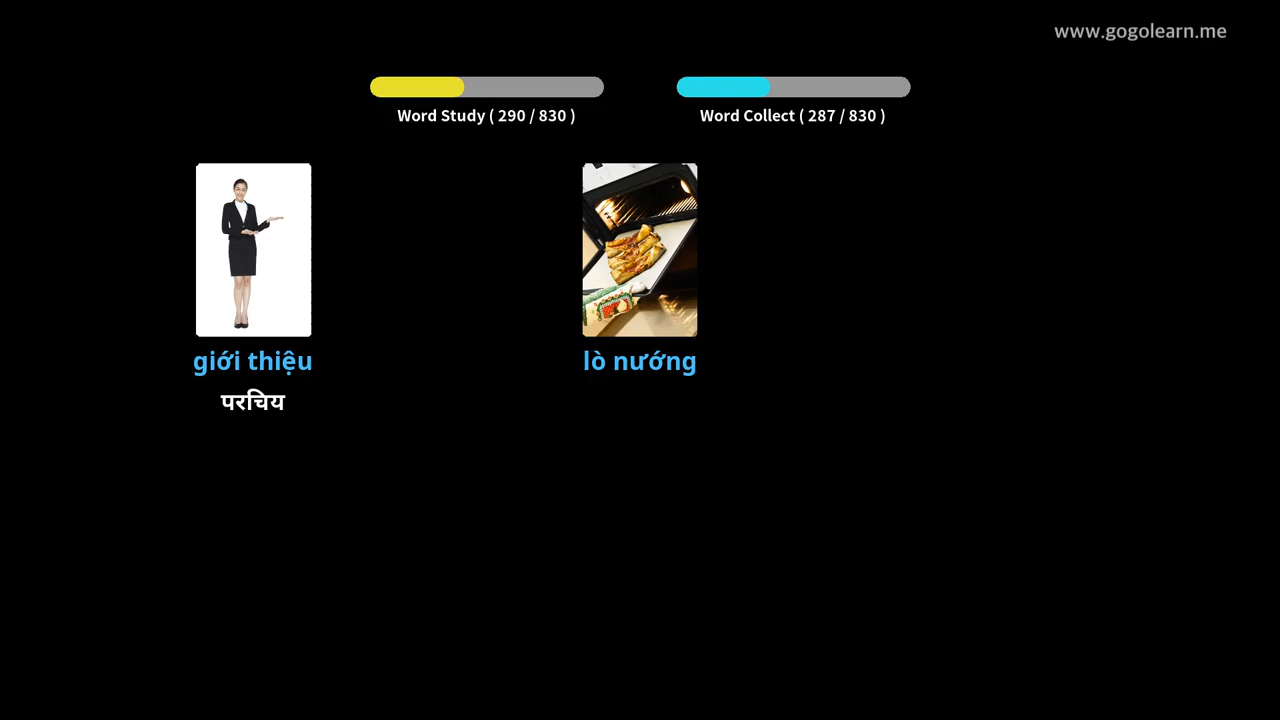 www.gogolearn.me
Word Study ( 290 / 830 )
Word Collect ( 287 / 830 )
giới thiệu
lò nướng
परिचय